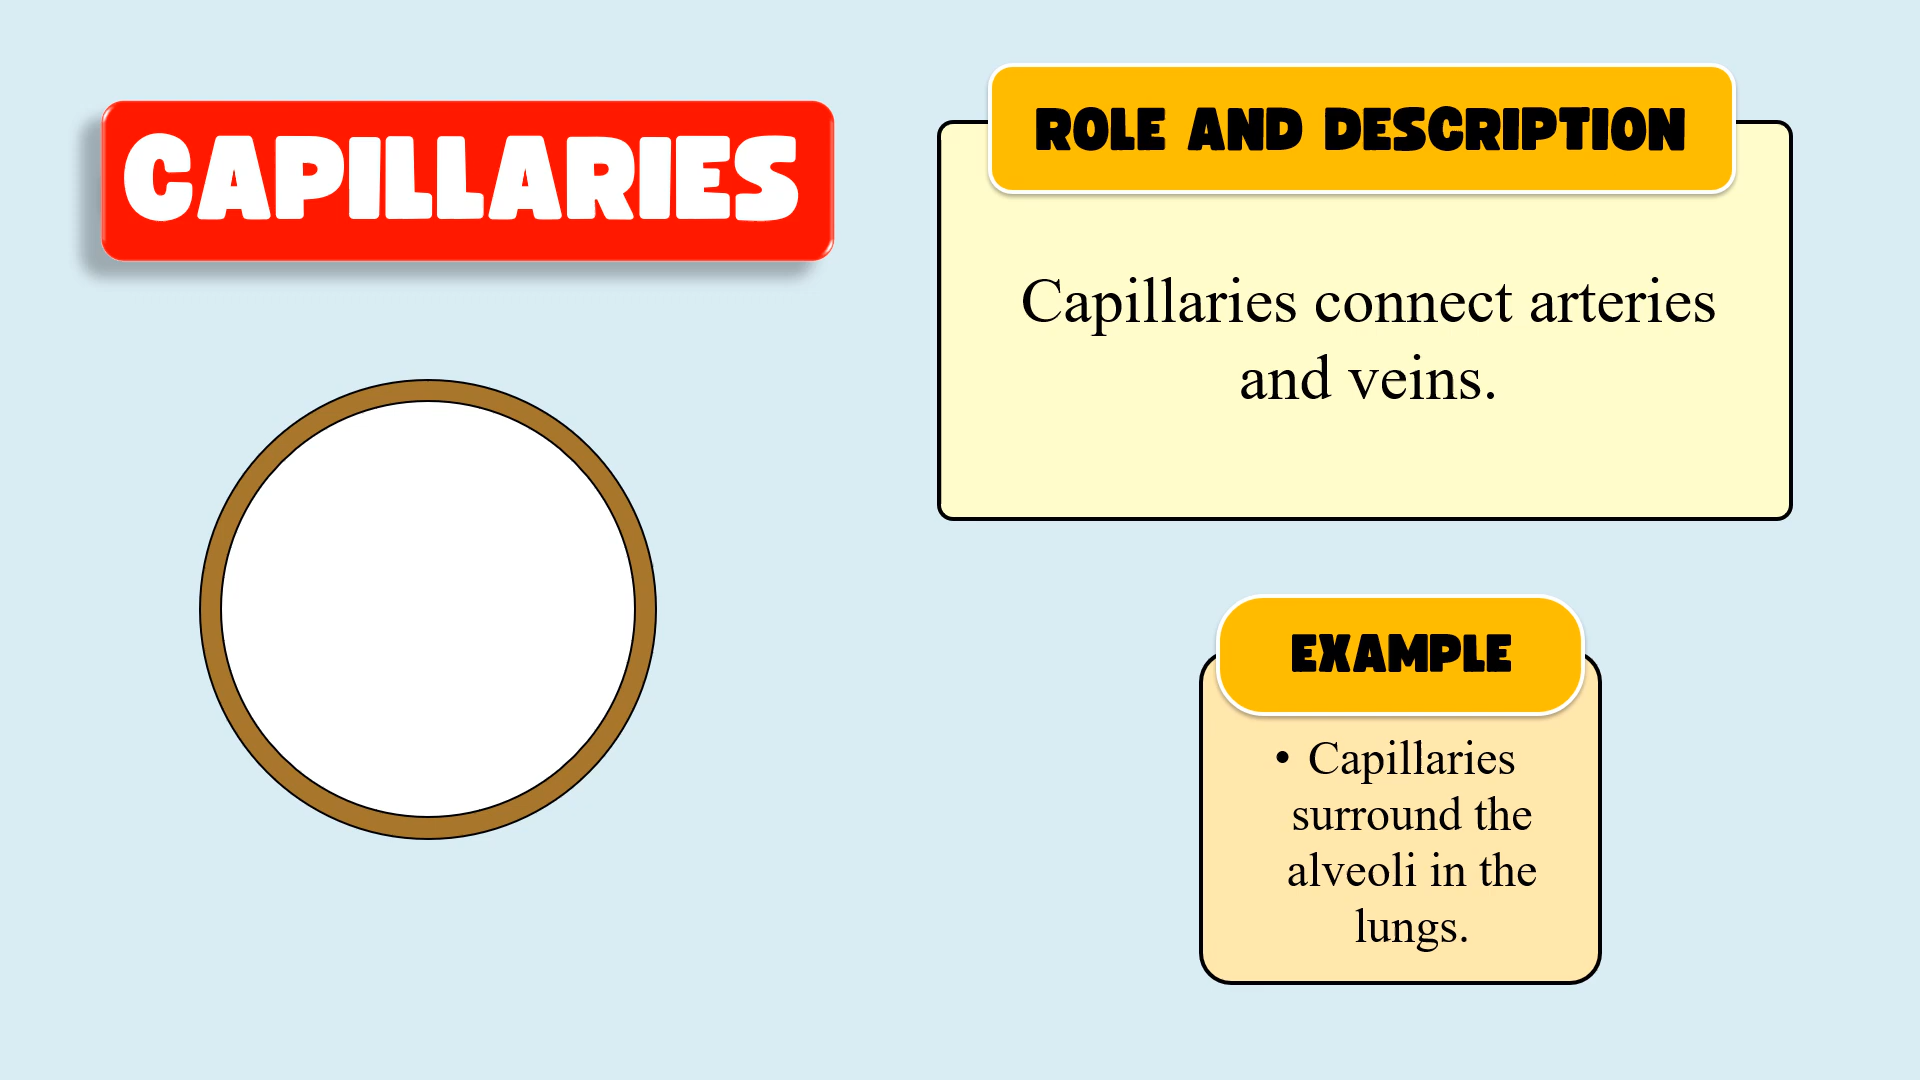 CAPILLARIES
ROLE AND DESCRIPTION
Capillaries connect arteries
and veins.
EXAMPLE
• Capillaries
surround the
alveoli in the
lungs.